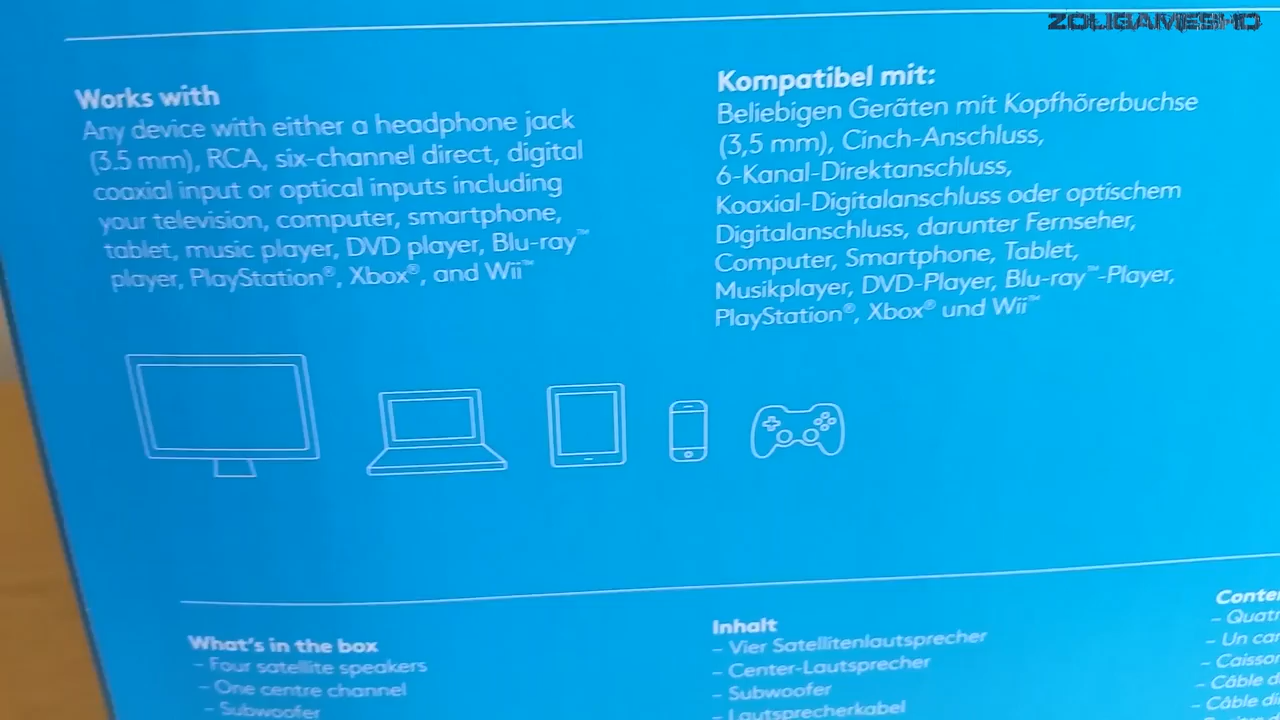 ZOLIGAMESHD
Works with
Any device with either a headphone jack
(3.5 mm), RCA, six-channel direct, digital
coaxial input or optical inputs including
your television, computer, smartphone,
tablet, music player, DVD player, Blu-ray™
player, PlayStation®, Xbox®, and Wii™
Kompatibel mit:
Beliebigen Geräten mit Kopfhörerbuchse
(3,5 mm), Cinch-Anschluss,
6-Kanal-Direktanschluss,
Koaxial-Digitalanschluss oder optischem
Digitalanschluss, darunter Fernseher,
Computer, Smartphone, Tablet,
Musikplayer, DVD-Player, Blu-ray™-Player,
PlayStation®, Xbox® und Wii™
What's in the box
– Four satellite speakers
– One centre channel
– Subwoofer
Inhalt
– Vier Satellitenlautsprecher
– Center-Lautsprecher
– Subwoofer
– Lautsprecherkabel
– Un
– Câble
– Câble